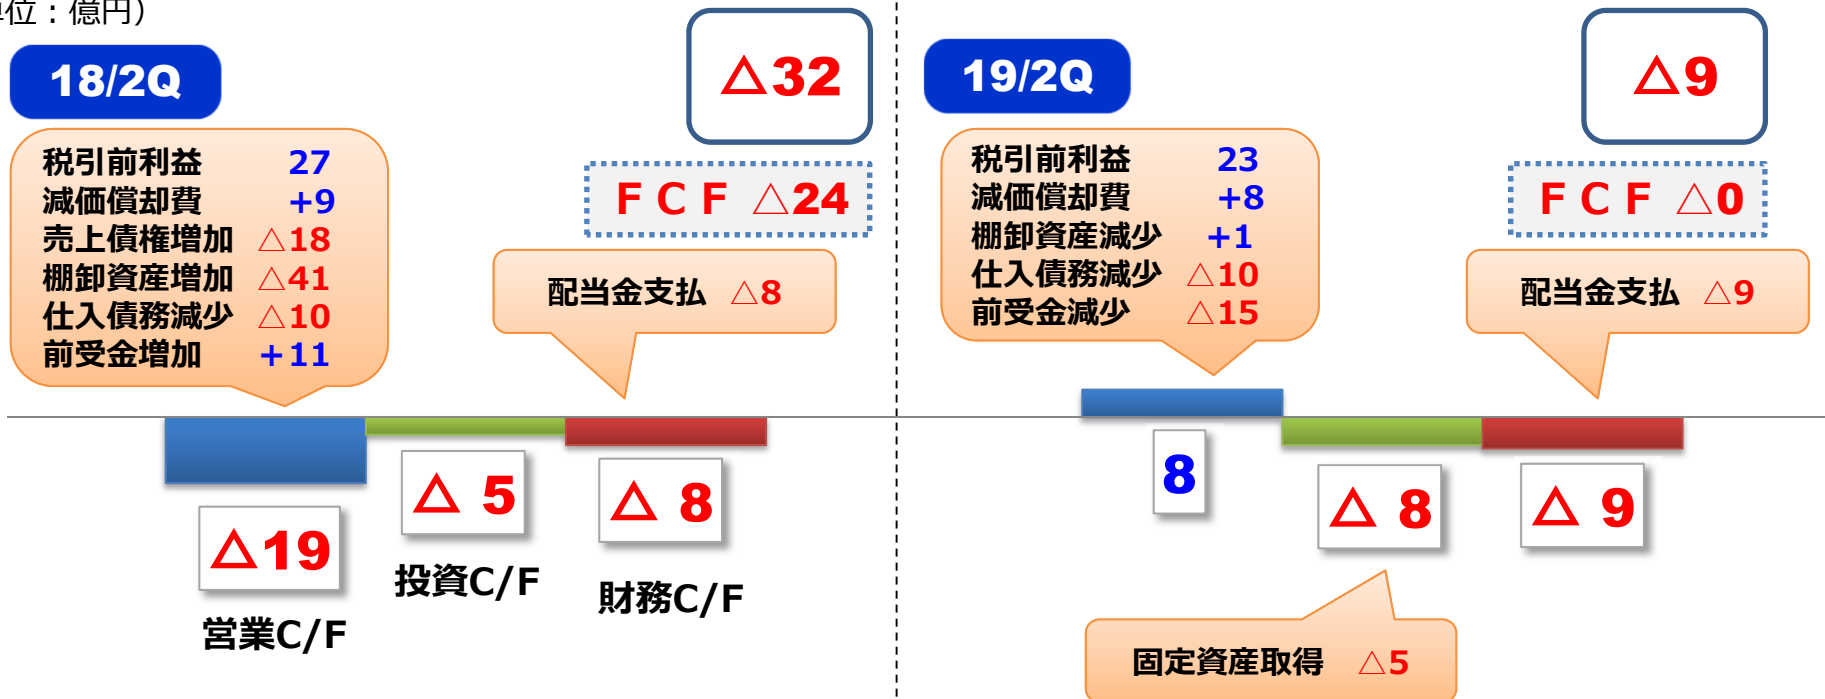 位：億円）
18/2Q
△32
税引前利益 27
減価償却費 +9
売上債権増加 △18
棚卸資産増加 △41
仕入債務減少 △10
前受金増加 +11
ＦＣＦ △24
配当金支払 △8
△19
営業C/F
△ 5
投資C/F
△ 8
財務C/F
19/2Q
△9
税引前利益 23
減価償却費 +8
棚卸資産減少 +1
仕入債務減少 △10
前受金減少 △15
ＦＣＦ △0
配当金支払 △9
8
△ 8
△ 9
固定資産取得 △5